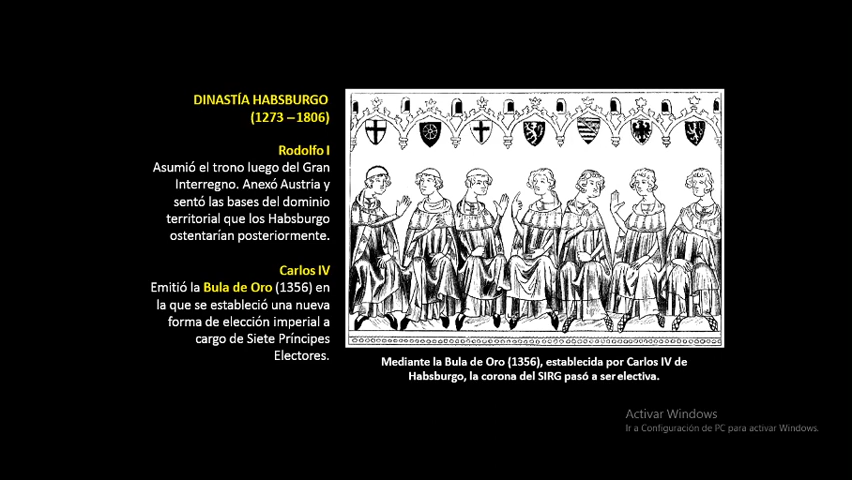 DINASTÍA HABSBURGO
(1273 – 1806)
Rodolfo I
Asumió el trono luego del Gran
Interregno. Anexó Austria y
sentó las bases del dominio
territorial que los Habsburgo
ostentarían posteriormente.
Carlos IV
Emitió la Bula de Oro (1356) en
la que se estableció una nueva
forma de elección imperial a
cargo de Siete Príncipes
Electores.
Mediante la Bula de Oro (1356), establecida por Carlos IV de
Habsburgo, la corona del SIRG pasó a ser electiva.
Activar Windows
Ir a Configuración de PC para activar Windows.